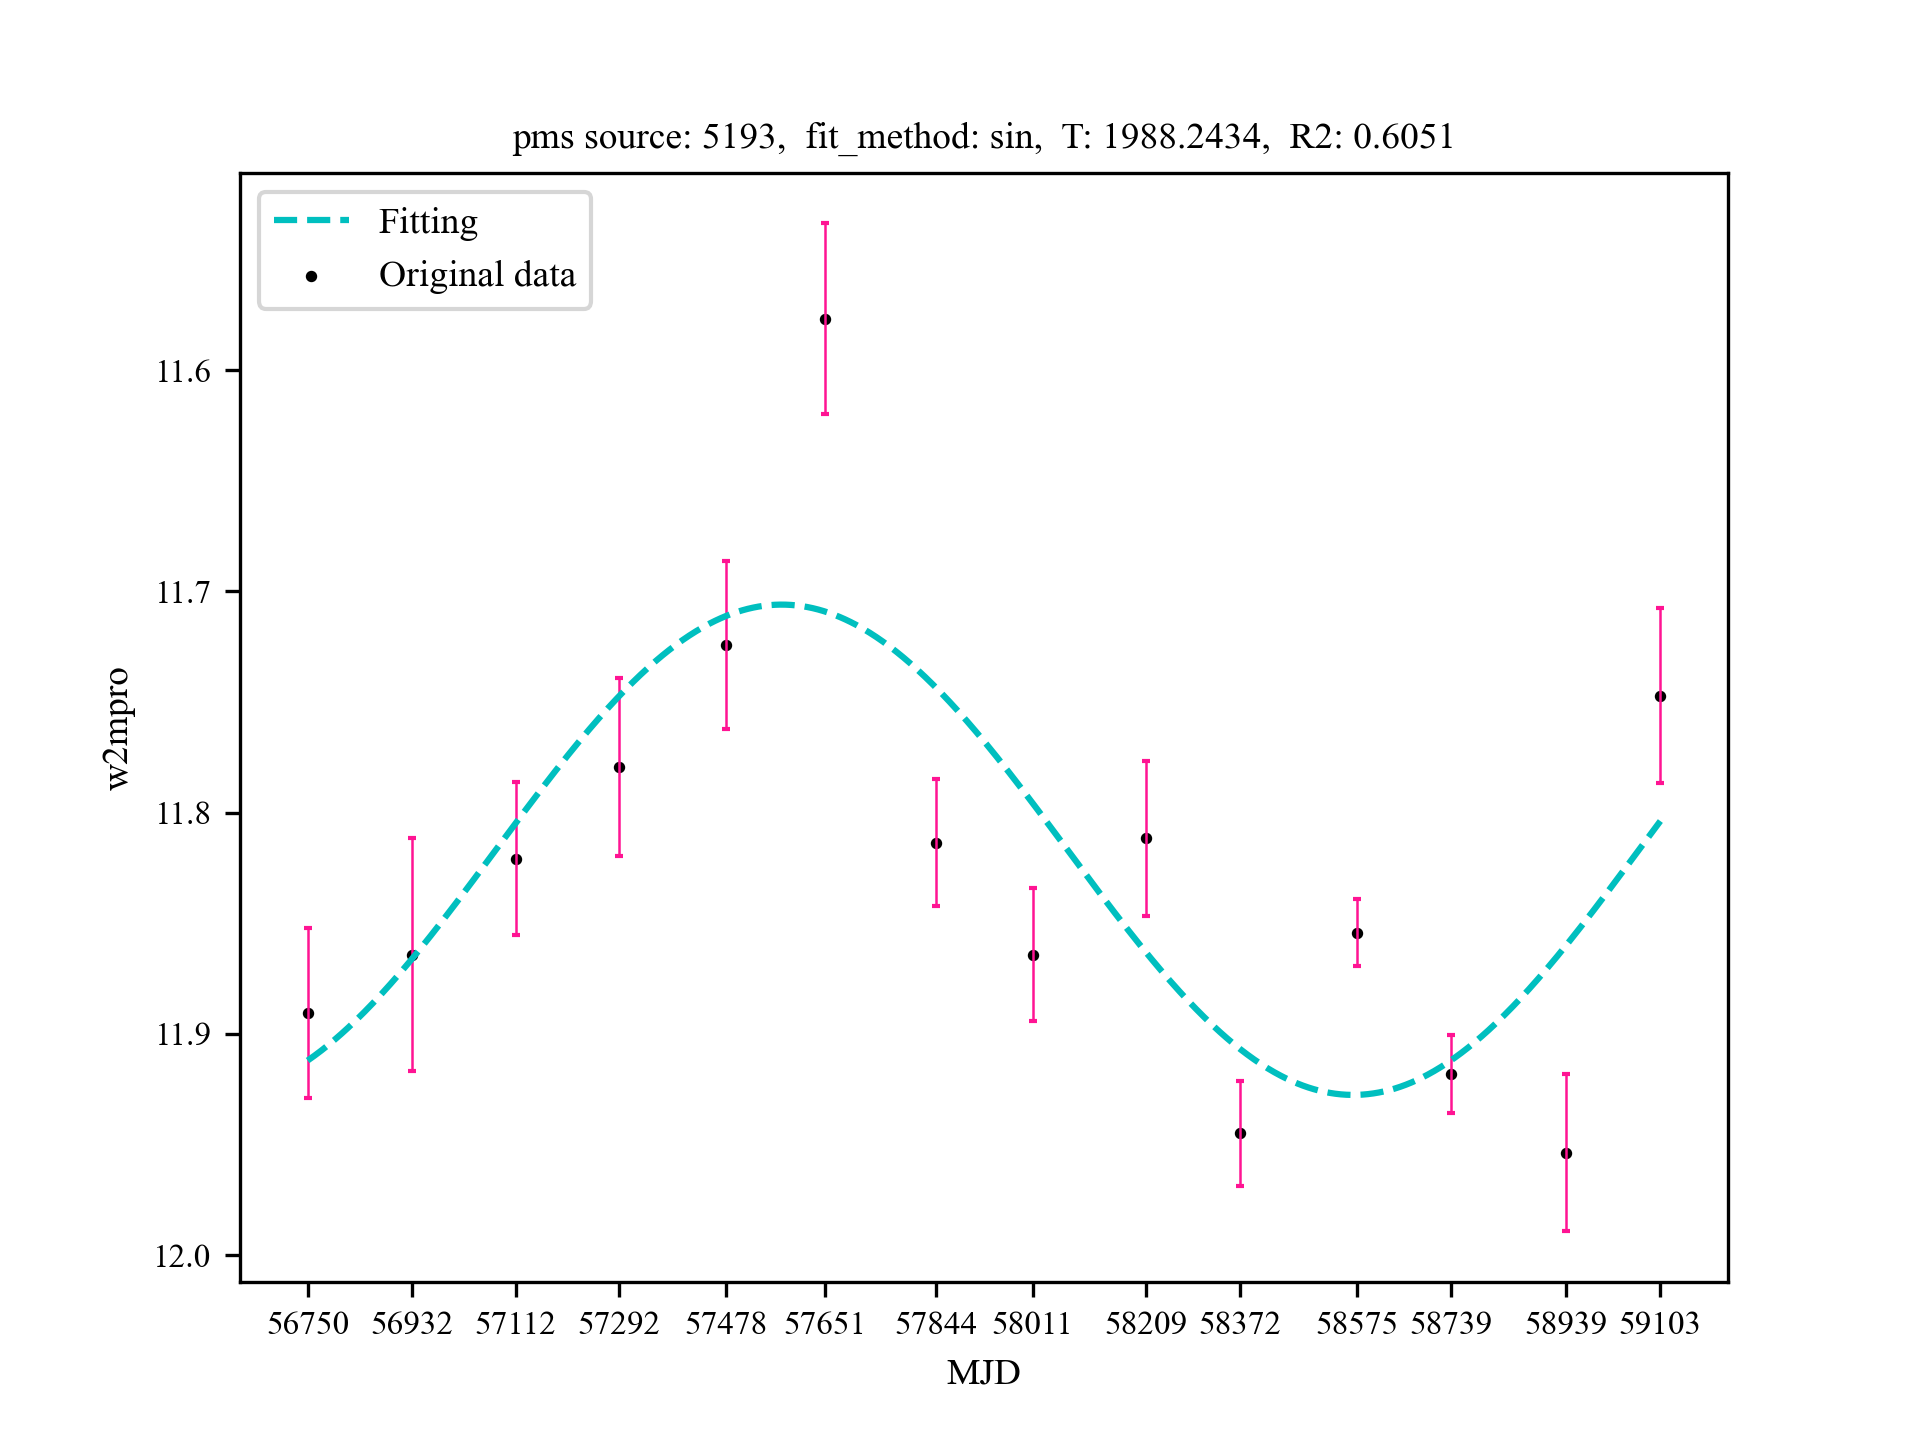 pms source: 5193, fit_method: sin, T: 1988.2434, R2: 0.6051
Fitting
Original data
11.6
11.7
11.8
11.9
12.0
w2mpro
56750 56932 57112 57292 57478 57651 57844 58011 58209 58372 58575 58739 58939 59103
MJD